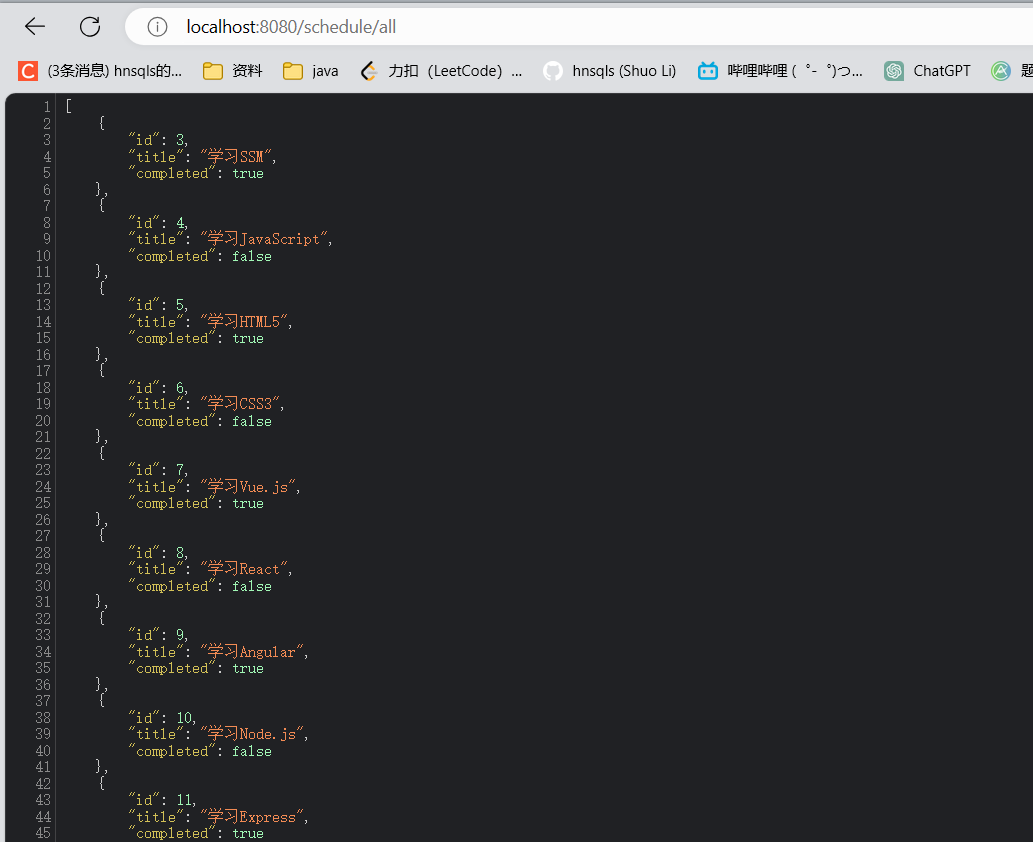 localhost:8080/schedule/all
(3条消息) hnsqls的... 资料 java 力扣（LeetCode）... hnsqls (Shuo Li) 哔哩哔哩 (゜-゜)つ... ChatGPT 题
1 [
2 {
3 "id": 3,
4 "title": "学习SSM",
5 "completed": true
6 },
7 {
8 "id": 4,
9 "title": "学习JavaScript",
10 "completed": false
11 },
12 {
13 "id": 5,
14 "title": "学习HTML5",
15 "completed": true
16 },
17 {
18 "id": 6,
19 "title": "学习CSS3",
20 "completed": false
21 },
22 {
23 "id": 7,
24 "title": "学习Vue.js",
25 "completed": true
26 },
27 {
28 "id": 8,
29 "title": "学习React",
30 "completed": false
31 },
32 {
33 "id": 9,
34 "title": "学习Angular",
35 "completed": true
36 },
37 {
38 "id": 10,
39 "title": "学习Node.js",
40 "completed": false
41 },
42 {
43 "id": 11,
44 "title": "学习Express",
45 "completed": true